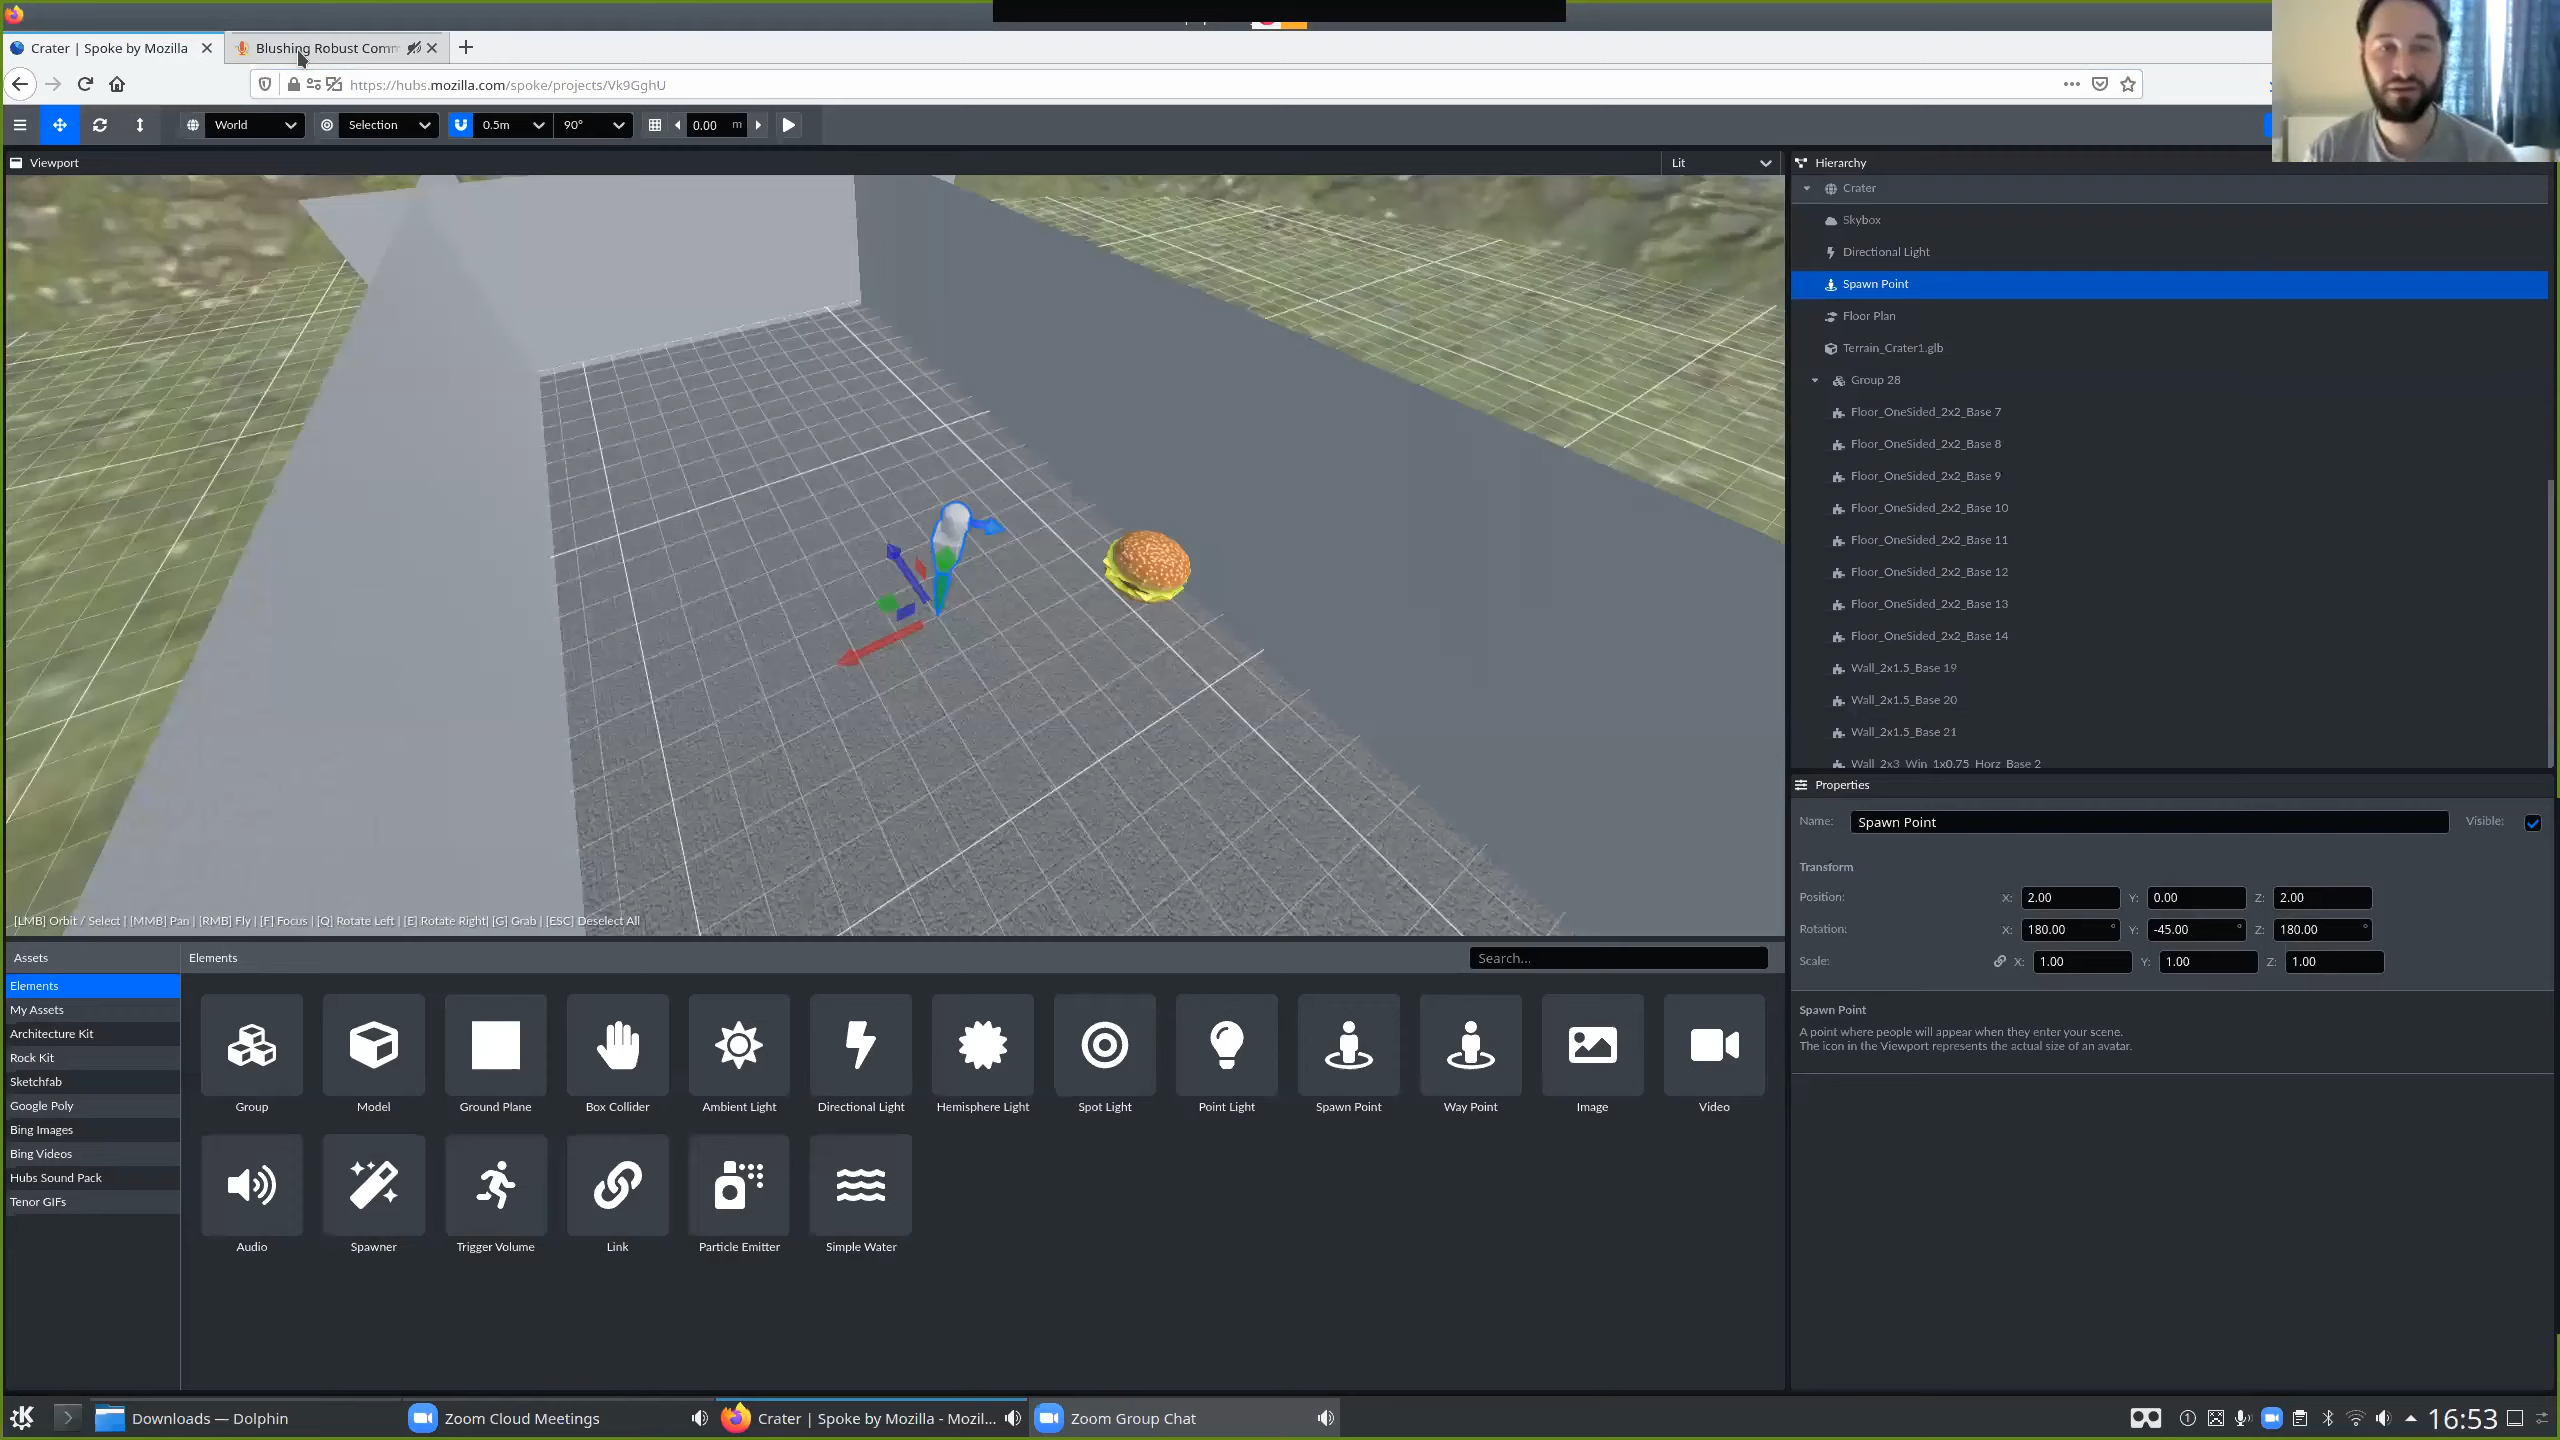 Crater | Spoke by Mozilla
Blushing Robust Comm
https://hubs.mozilla.com/spoke/projects/Vk9GghU
World
Selection
0.5m
90°
0.00 m
Viewport
Lit
Hierarchy
Crater
Skybox
Directional Light
Spawn Point
Floor Plan
Terrain_Crater1.glb
Group 28
Floor_OneSided_2x2_Base 7
Floor_OneSided_2x2_Base 8
Floor_OneSided_2x2_Base 9
Floor_OneSided_2x2_Base 10
Floor_OneSided_2x2_Base 11
Floor_OneSided_2x2_Base 12
Floor_OneSided_2x2_Base 13
Floor_OneSided_2x2_Base 14
Wall_2x1.5_Base 19
Wall_2x1.5_Base 20
Wall_2x1.5_Base 21
Wall_2x3_Win_1x0.75_Horz_Base 2
[LMB] Orbit / Select | [MMB] Pan | [RMB] Fly | [F] Focus | [Q] Rotate Left | [E] Rotate Right| [G] Grab | [ESC] Deselect All
Properties
Name: Spawn Point Visible:
Transform
Position: X: 2.00 Y: 0.00 Z: 2.00
Rotation: X: 180.00 ° Y: -45.00 ° Z: 180.00 °
Scale: X: 1.00 Y: 1.00 Z: 1.00
Spawn Point
A point where people will appear when they enter your scene.
The icon in the Viewport represents the actual size of an avatar.
Assets
Elements
My Assets
Architecture Kit
Rock Kit
Sketchfab
Google Poly
Bing Images
Bing Videos
Hubs Sound Pack
Tenor GIFs
Elements
Search...
Group
Model
Ground Plane
Box Collider
Ambient Light
Directional Light
Hemisphere Light
Spot Light
Point Light
Spawn Point
Way Point
Image
Video
Audio
Spawner
Trigger Volume
Link
Particle Emitter
Simple Water
Downloads — Dolphin
Zoom Cloud Meetings
Crater | Spoke by Mozilla - Mozil...
Zoom Group Chat
16:53